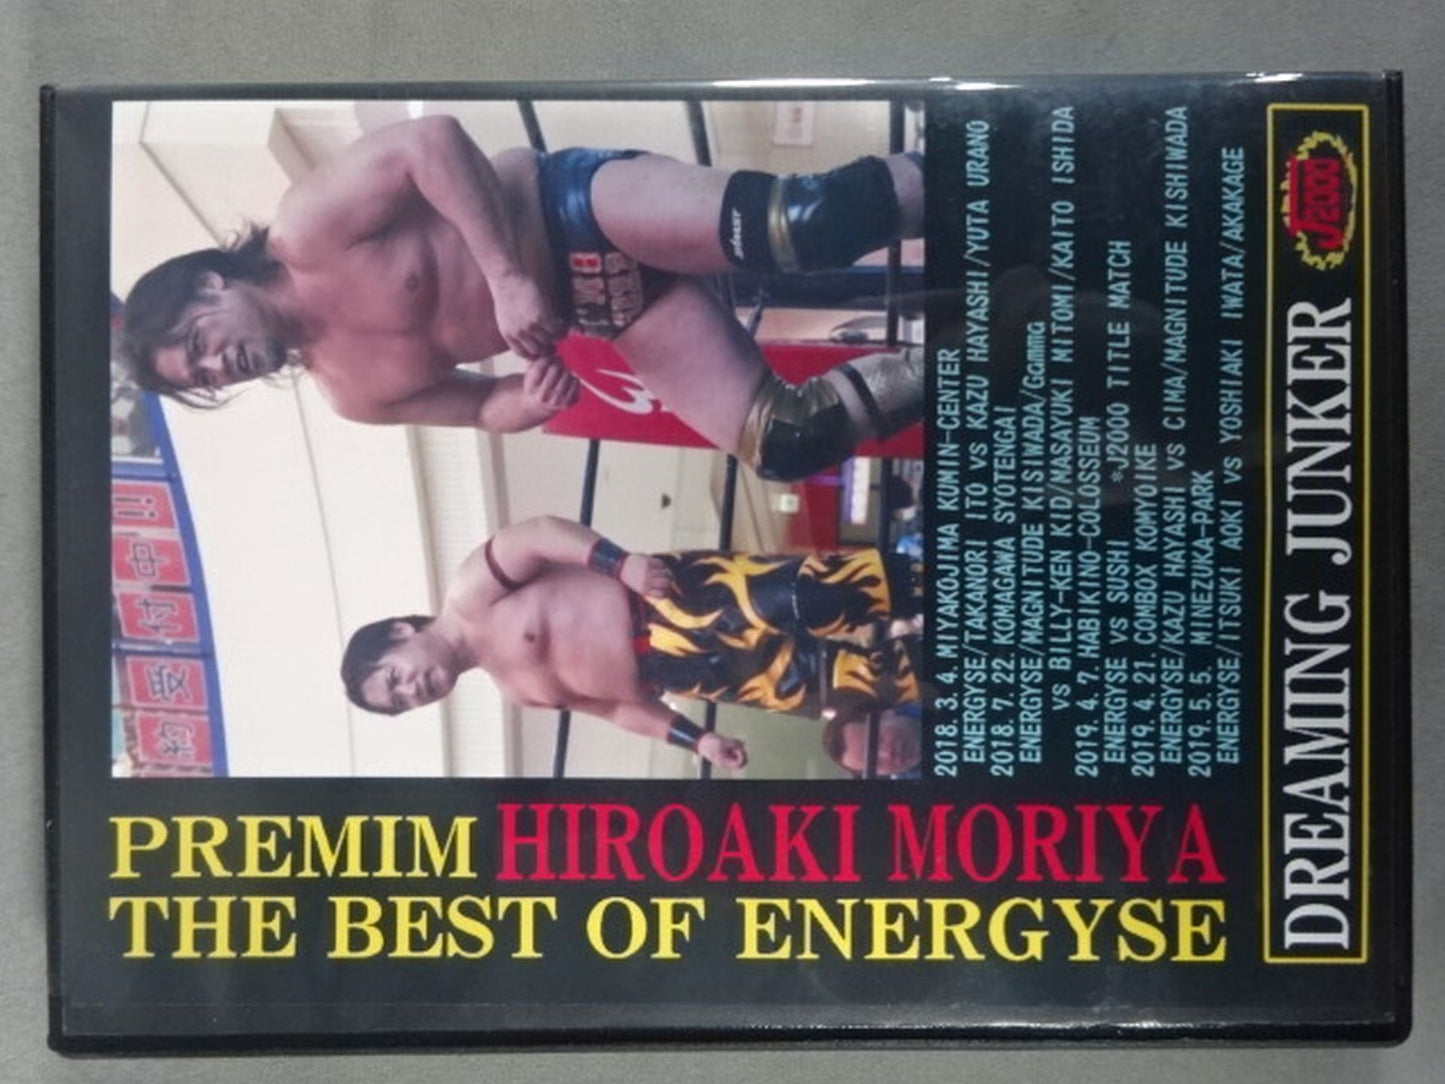 PREMIM HIROAKI MORIYA
THE BEST OF ENERGYSE
約受付中!!
2018. 3. 4. MIYAKOJIMA KUMIN-CENTER
ENERGYSE/TAKANORI ITO vs KAZU HAYASHI/YUTA URANO
2018. 7. 22. KOMAGAWA SYOTENGAI
ENERGYSE/MAGNITUDE KISIWADA/Gamma
vs BILLY-KEN KID/MASAYUKI MITOMI/KAITO ISHIDA
2019. 4. 7. HABIKINO-COLOSSEUM
ENERGYSE vs SUSHI *J2000 TITLE MATCH
2019. 4. 21. COMBOX KOMYOIKE
ENERGYSE/KAZU HAYASHI vs CIMA/MAGNITUDE KISHIWADA
2019. 5. 5. MINEZUKA-PARK
ENERGYSE/ITSUKI AOKI vs YOSHIAKI IWATA/AKAKAGE
DREAMING JUNKER
J2000